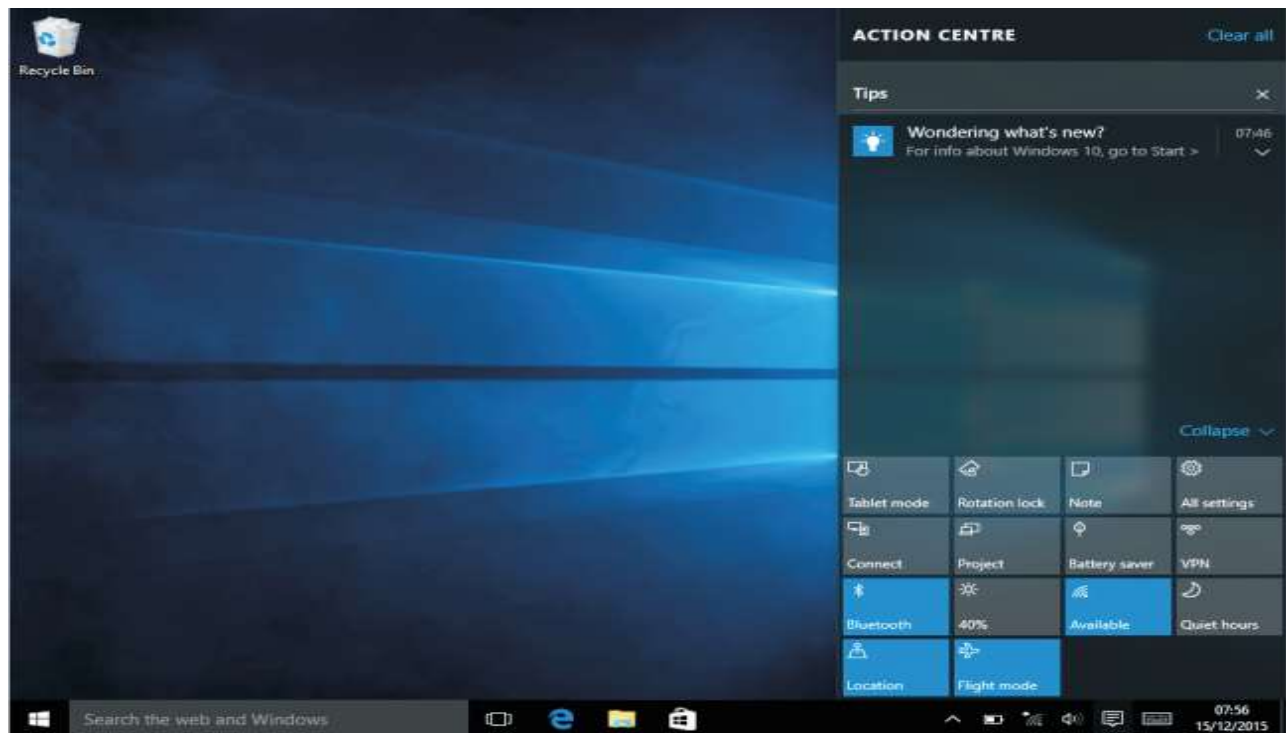 Recycle Bin
ACTION CENTRE Clear all
Tips
Wondering what's new? 07:46
For info about Windows 10, go to Start >
Collapse
Tablet mode Rotation lock Note All settings
Connect Project Battery saver VPN
Bluetooth 40% Available Quiet hours
Location Flight mode
Search the web and Windows
07:56
15/12/2015